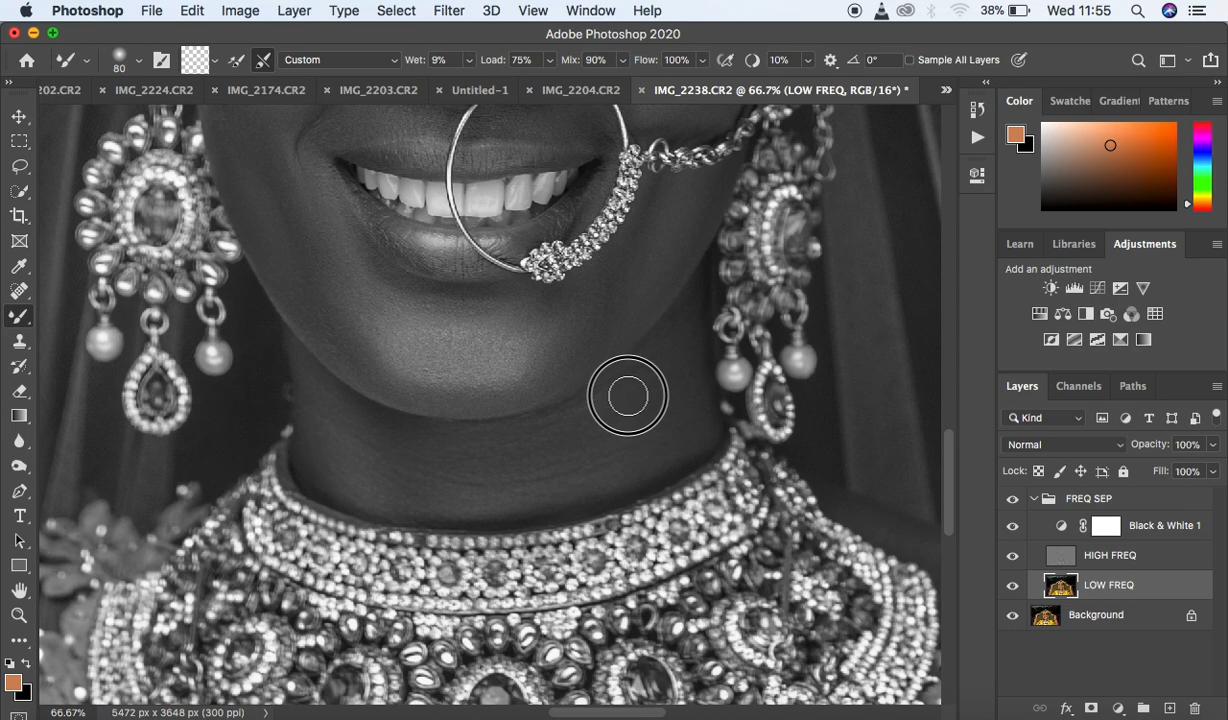 Photoshop File Edit Image Layer Type Select Filter 3D View Window Help 38% Wed 11:55
Adobe Photoshop 2020
80 Custom Wet: 9% Load: 75% Mix: 90% Flow: 100% 10% 0° Sample All Layers
202.CR2 × IMG_2224.CR2 × IMG_2174.CR2 × IMG_2203.CR2 × Untitled-1 × IMG_2204.CR2 × IMG_2238.CR2 @ 66.7% (LOW FREQ, RGB/16*) *
Color Swatche Gradient Patterns
Learn Libraries Adjustments
Add an adjustment
Layers Channels Paths
Kind
Normal Opacity: 100%
Lock: Fill: 100%
FREQ SEP
Black & White 1
HIGH FREQ
LOW FREQ
Background
66.67% 5472 px x 3648 px (300 ppi)